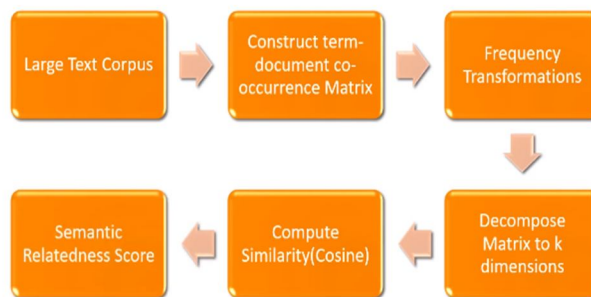 Large Text Corpus
Construct term-
document co-
occurrence Matrix
Frequency
Transformations
Decompose
Matrix to k
dimensions
Compute
Similarity(Cosine)
Semantic
Relatedness Score